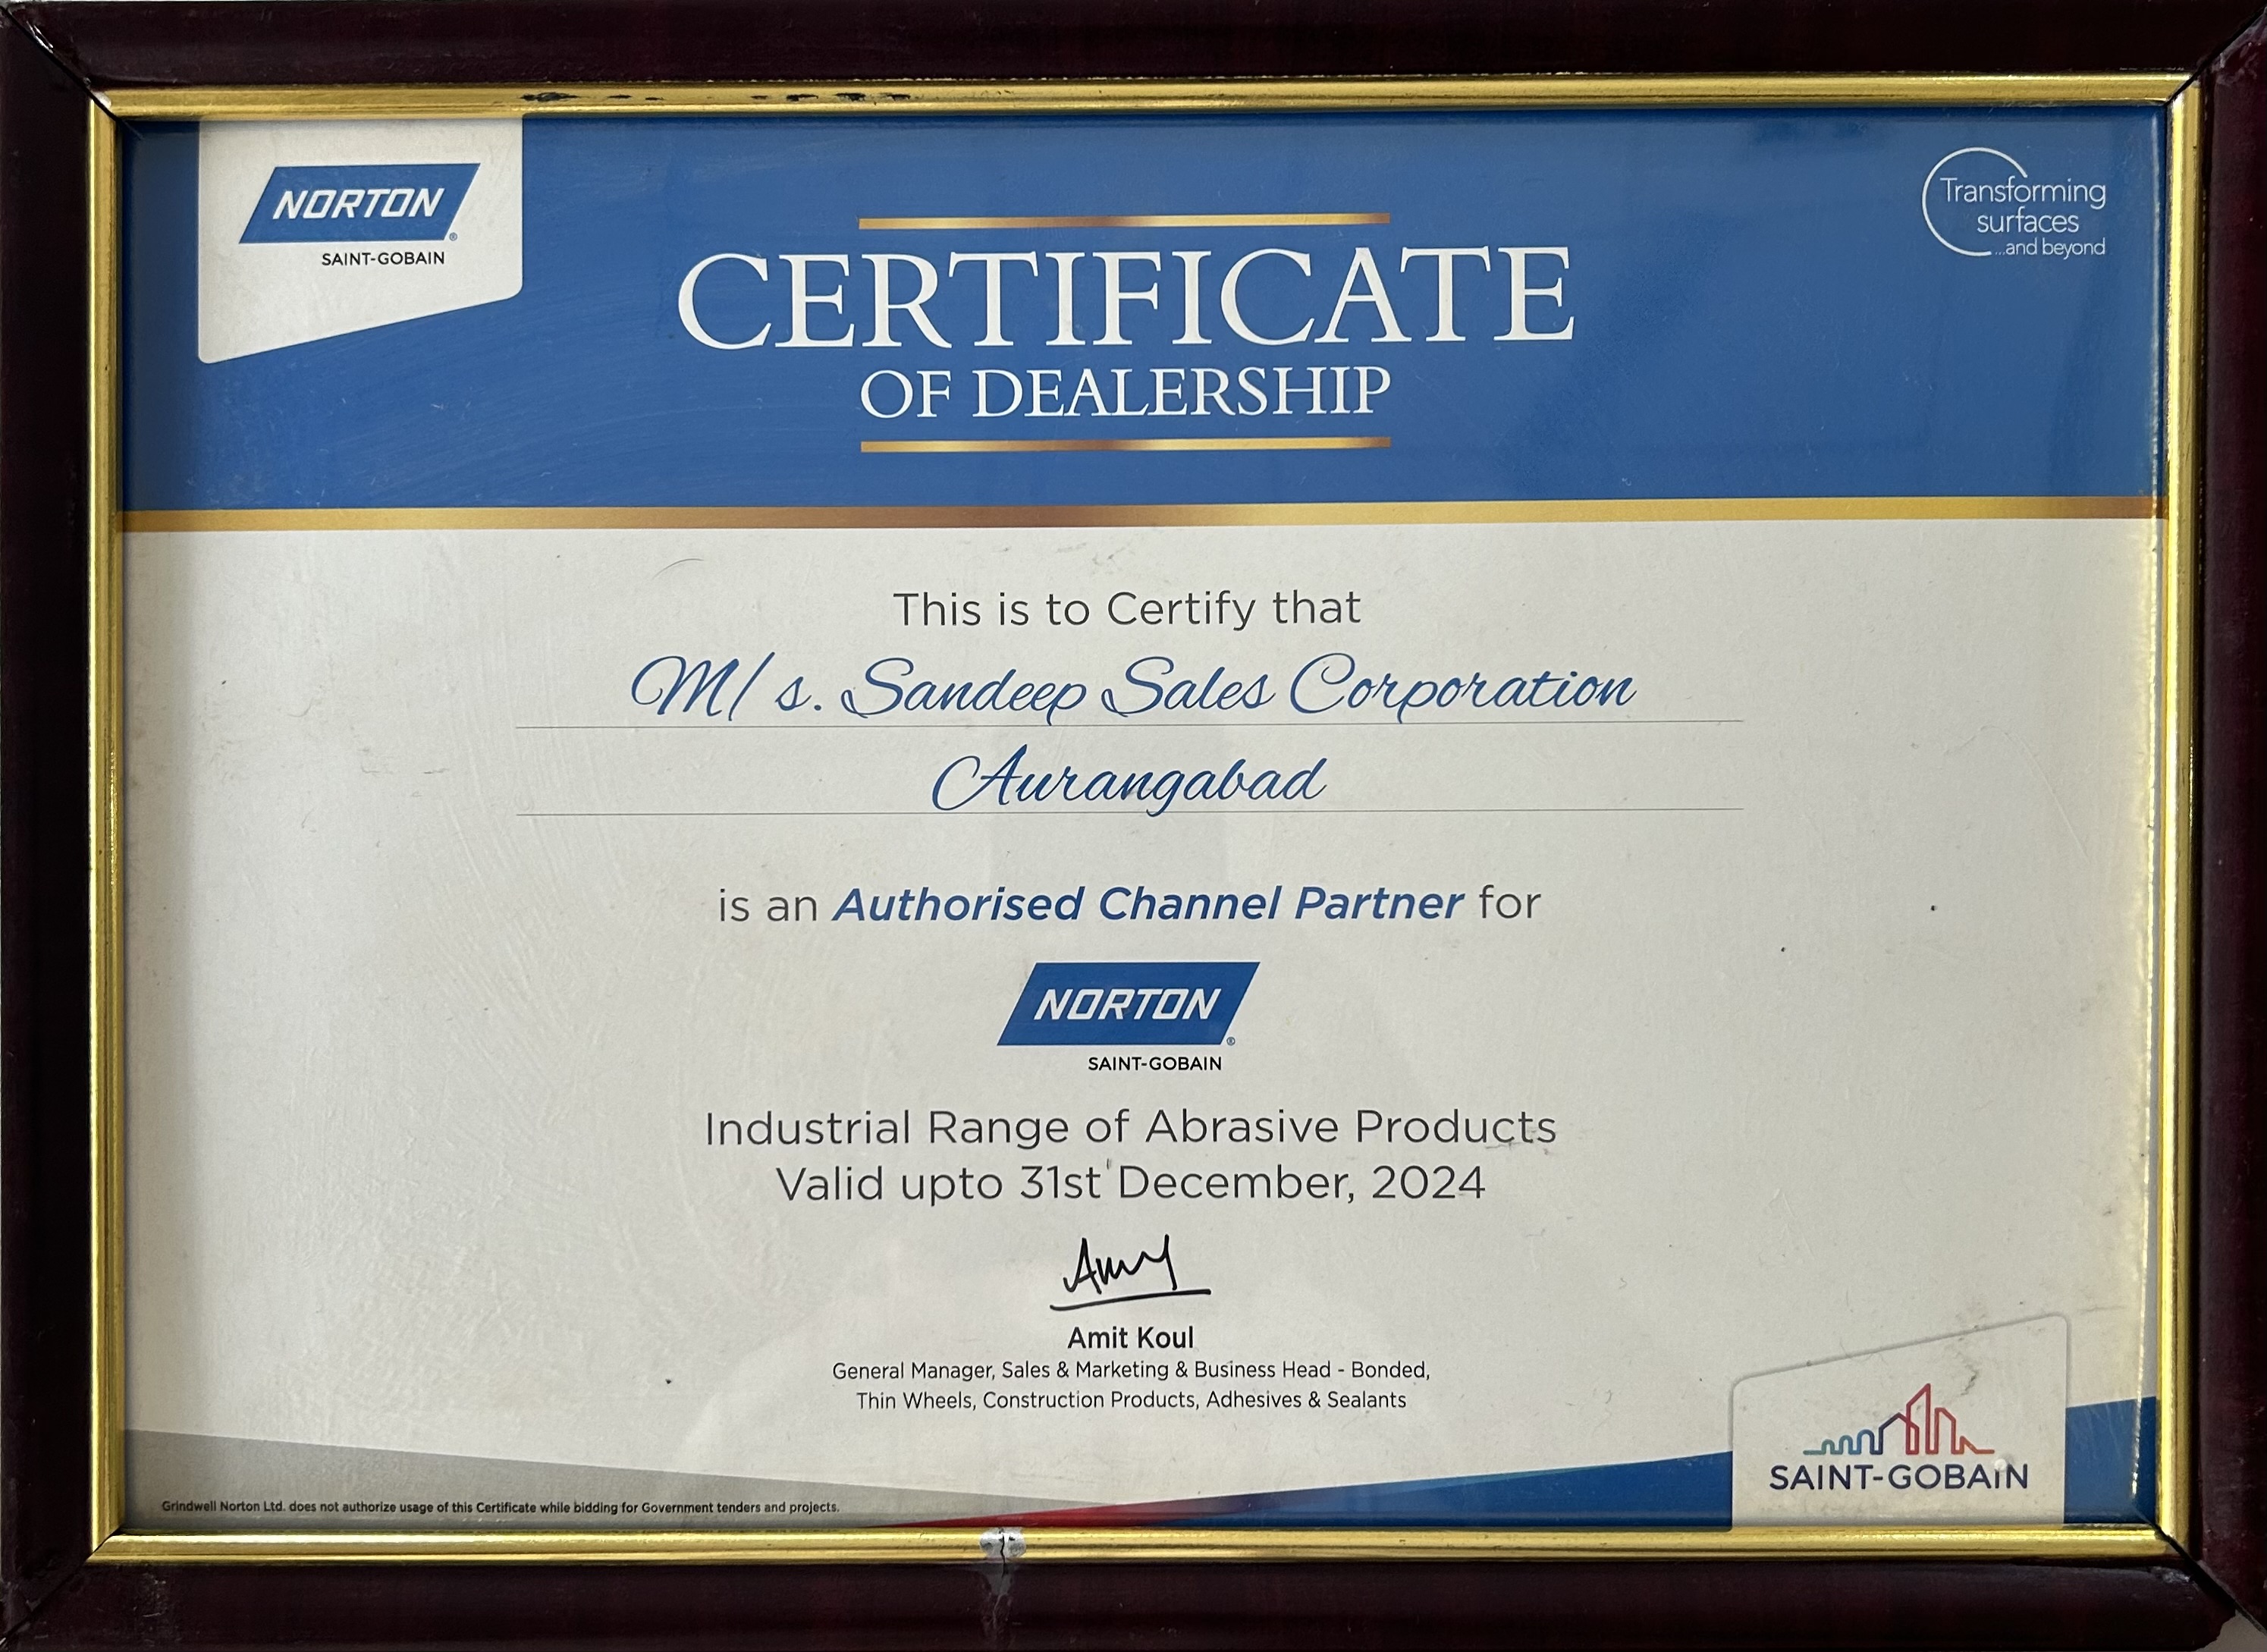 NORTON
®
SAINT-GOBAIN
Transforming
surfaces
...and beyond
CERTIFICATE
OF DEALERSHIP
This is to Certify that
M/s. Sandeep Sales Corporation
Aurangabad
is an Authorised Channel Partner for
NORTON
®
SAINT-GOBAIN
Industrial Range of Abrasive Products
Valid upto 31st December, 2024
Amit Koul
General Manager, Sales & Marketing & Business Head - Bonded,
Thin Wheels, Construction Products, Adhesives & Sealants
SAINT-GOBAIN
Grindwell Norton Ltd. does not authorize usage of this Certificate while bidding for Government tenders and projects.